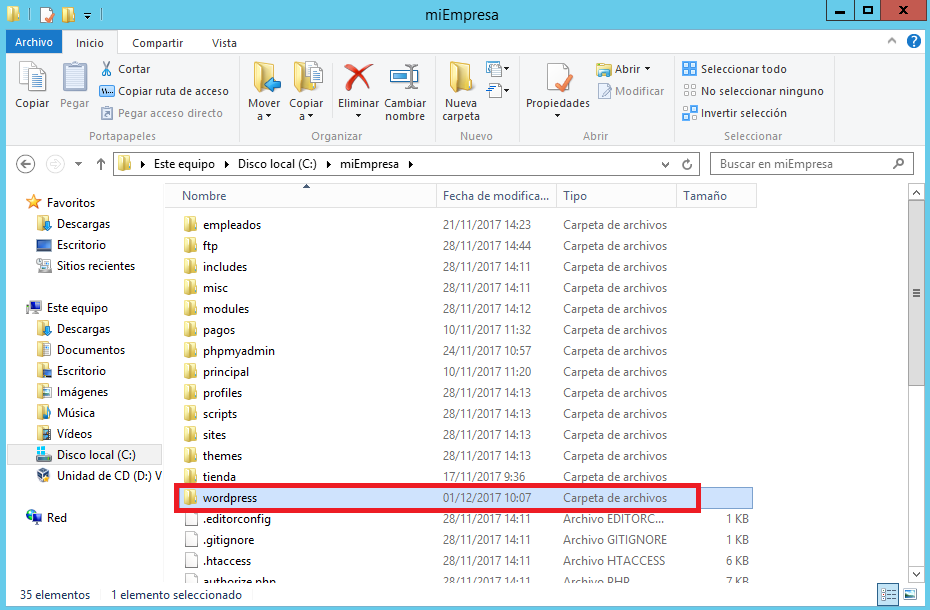 miEmpresa
Archivo Inicio Compartir Vista
Copiar
Pegar
Cortar
Copiar ruta de acceso
Pegar acceso directo
Portapapeles
Mover a
Copiar a
Eliminar
Cambiar nombre
Organizar
Nueva carpeta
Nuevo
Propiedades
Abrir
Modificar
Abrir
Seleccionar todo
No seleccionar ninguno
Invertir selección
Seleccionar
Este equipo Disco local (C:) miEmpresa
Buscar en miEmpresa
Favoritos
Descargas
Escritorio
Sitios recientes
Este equipo
Descargas
Documentos
Escritorio
Imágenes
Música
Vídeos
Disco local (C:)
Unidad de CD (D:) V
Red
Nombre Fecha de modifica... Tipo Tamaño
empleados 21/11/2017 14:23 Carpeta de archivos
ftp 28/11/2017 14:44 Carpeta de archivos
includes 28/11/2017 14:11 Carpeta de archivos
misc 28/11/2017 14:11 Carpeta de archivos
modules 28/11/2017 14:12 Carpeta de archivos
pagos 10/11/2017 11:32 Carpeta de archivos
phpmyadmin 24/11/2017 10:57 Carpeta de archivos
principal 10/11/2017 11:20 Carpeta de archivos
profiles 28/11/2017 14:13 Carpeta de archivos
scripts 28/11/2017 14:13 Carpeta de archivos
sites 28/11/2017 14:13 Carpeta de archivos
themes 28/11/2017 14:13 Carpeta de archivos
tienda 17/11/2017 9:36 Carpeta de archivos
wordpress 01/12/2017 10:07 Carpeta de archivos
.editorconfig 28/11/2017 14:11 Archivo EDITORC... 1 KB
.gitignore 28/11/2017 14:11 Archivo GITIGNORE 1 KB
.htaccess 28/11/2017 14:11 Archivo HTACCESS 6 KB
authorize.php 28/11/2017 14:11 Archivo PHP 7 KB
35 elementos 1 elemento seleccionado